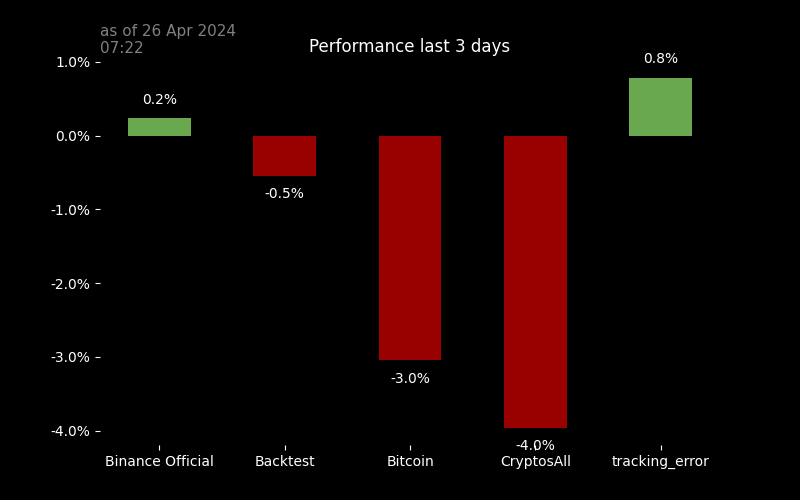 as of 26 Apr 2024
07:22
Performance last 3 days
1.0%
0.8%
0.2%
0.0%
-0.5%
-1.0%
-2.0%
-3.0%
-3.0%
-4.0%
-4.0%
Binance Official
Backtest
Bitcoin
CryptosAll
tracking_error